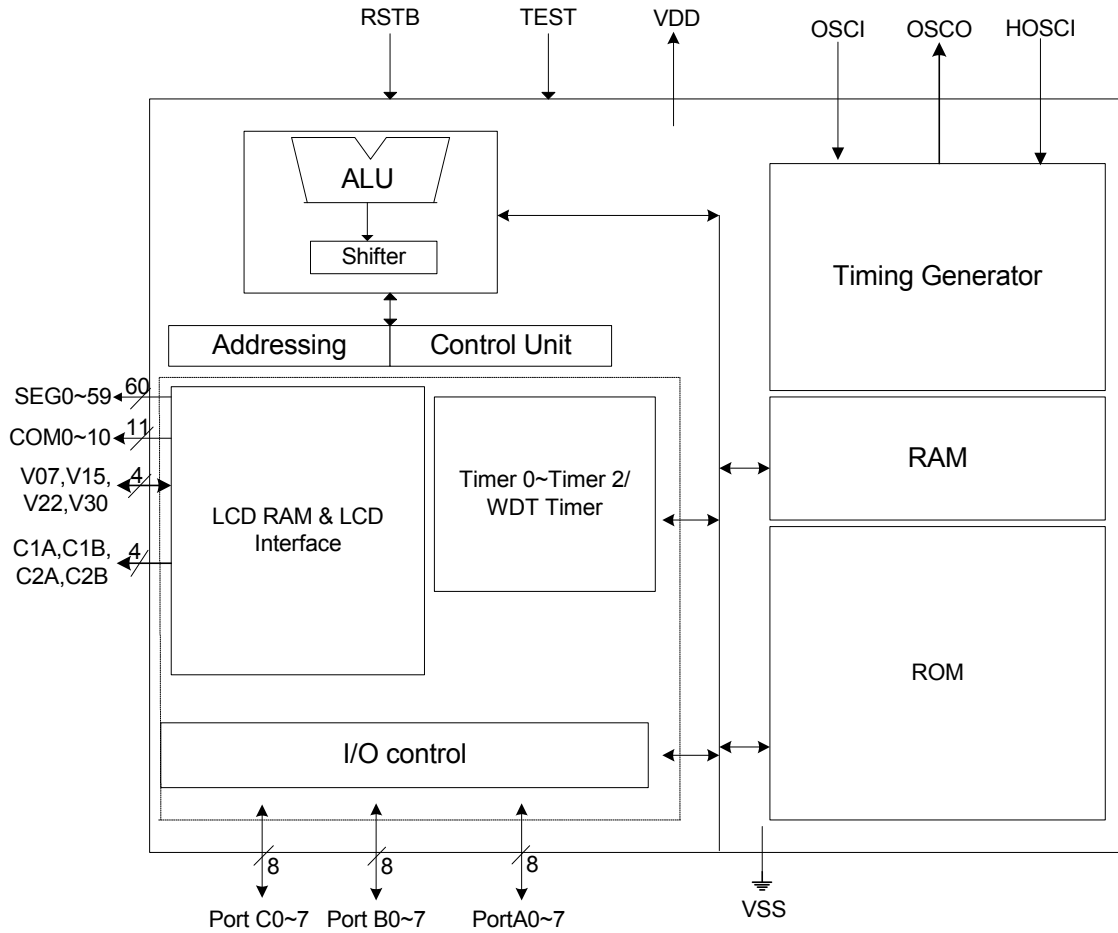 RSTB
TEST
VDD
OSCI
OSCO
HOSCI
ALU
Shifter
Timing Generator
Addressing
Control Unit
SEG0~59
60
COM0~10
11
V07,V15,
V22,V30
4
C1A,C1B,
C2A,C2B
4
LCD RAM & LCD
Interface
Timer 0~Timer 2/
WDT Timer
RAM
ROM
I/O control
8
8
8
Port C0~7
Port B0~7
PortA0~7
VSS